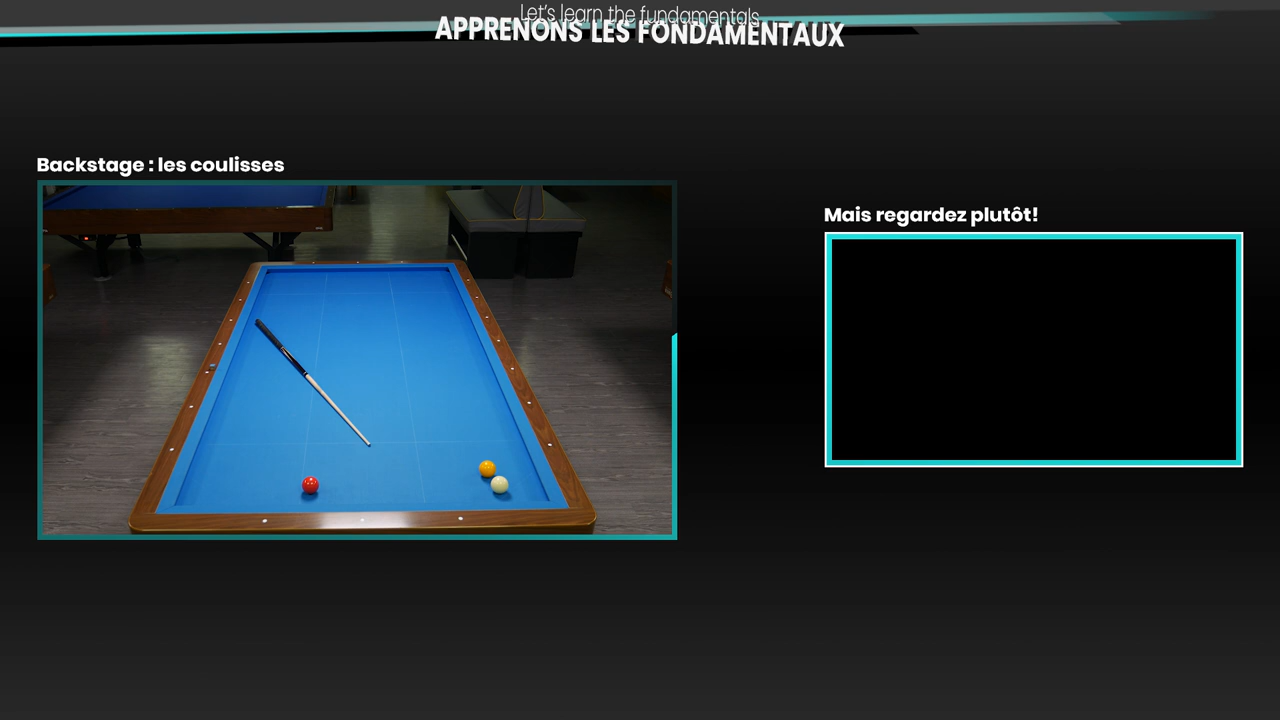 Let's learn the fundamentals
APPRENONS LES FONDAMENTAUX
Backstage : les coulisses
Mais regardez plutôt!